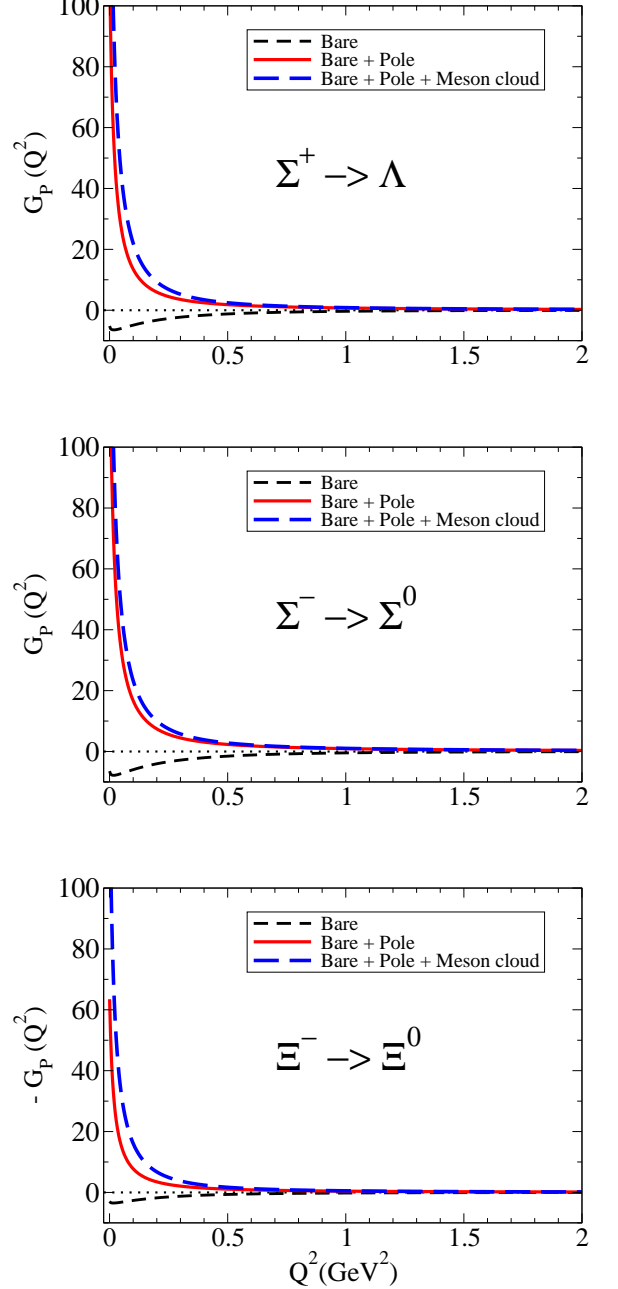 100
Bare
Bare + Pole
80
Bare + Pole + Meson cloud
60
G_P (Q^2)
Σ^+ −> Λ
40
20
0
0 0.5 1 1.5 2
100
Bare
Bare + Pole
80
Bare + Pole + Meson cloud
60
G_P (Q^2)
Σ^− −> Σ^0
40
20
0
0 0.5 1 1.5 2
100
Bare
Bare + Pole
80
Bare + Pole + Meson cloud
60
- G_P (Q^2)
Ξ^− −> Ξ^0
40
20
0
0 0.5 1 1.5 2
Q^2(GeV^2)